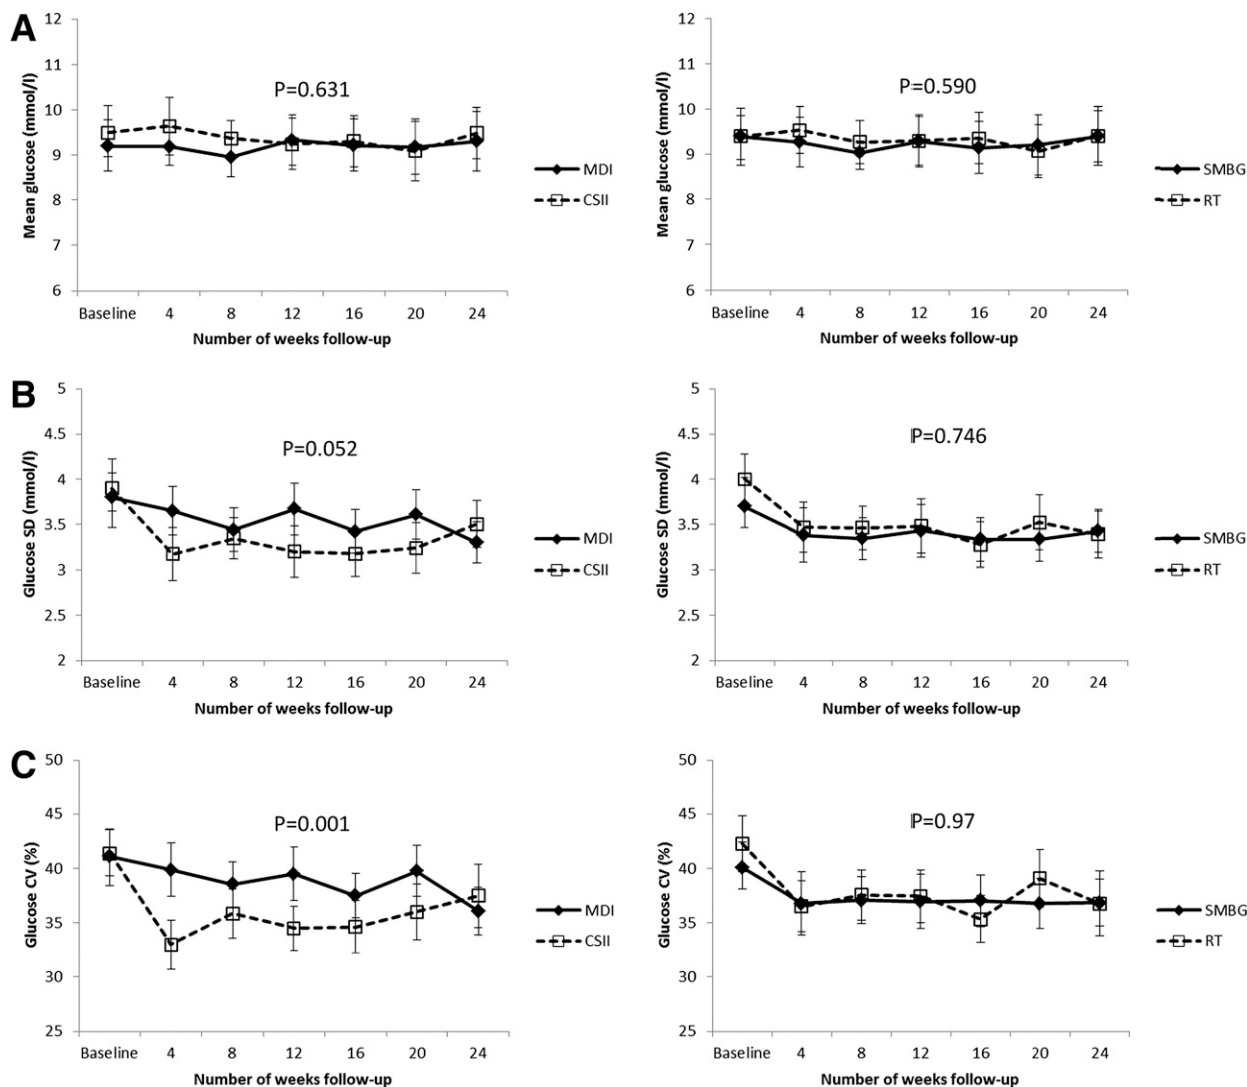 A
Mean glucose (mmol/l)
12
11
10
9
8
7
6
P=0.631
MDI
CSII
Baseline 4 8 12 16 20 24
Number of weeks follow-up
Mean glucose (mmol/l)
12
11
10
9
8
7
6
P=0.590
SMBG
RT
Baseline 4 8 12 16 20 24
Number of weeks follow-up
B
Glucose SD (mmol/l)
5
4.5
4
3.5
3
2.5
2
P=0.052
MDI
CSII
Baseline 4 8 12 16 20 24
Number of weeks follow-up
Glucose SD (mmol/l)
5
4.5
4
3.5
3
2.5
2
P=0.746
SMBG
RT
Baseline 4 8 12 16 20 24
Number of weeks follow-up
C
Glucose CV (%)
50
45
40
35
30
25
P=0.001
MDI
CSII
Baseline 4 8 12 16 20 24
Number of weeks follow-up
Glucose CV (%)
50
45
40
35
30
25
P=0.97
SMBG
RT
Baseline 4 8 12 16 20 24
Number of weeks follow-up